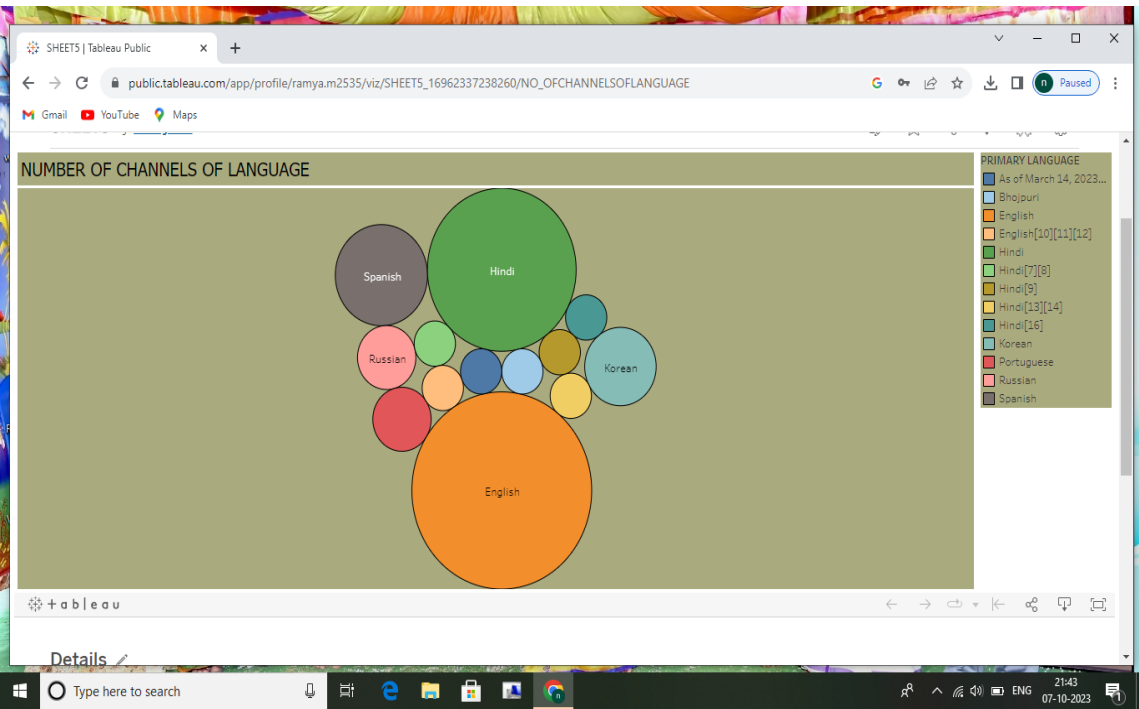 SHEET5 | Tableau Public
public.tableau.com/app/profile/ramya.m2535/viz/SHEET5_16962337238260/NO_OFCHANNELSOFLANGUAGE
G
n Paused
Gmail YouTube Maps
NUMBER OF CHANNELS OF LANGUAGE
PRIMARY LANGUAGE
As of March 14, 2023...
Bhojpuri
English
English[10][11][12]
Hindi
Hindi[7][8]
Hindi[9]
Hindi[13][14]
Hindi[16]
Korean
Portuguese
Russian
Spanish
Spanish
Hindi
Russian
Korean
English
+ a b | e a u
Details
Type here to search
ENG
21:43
07-10-2023
1